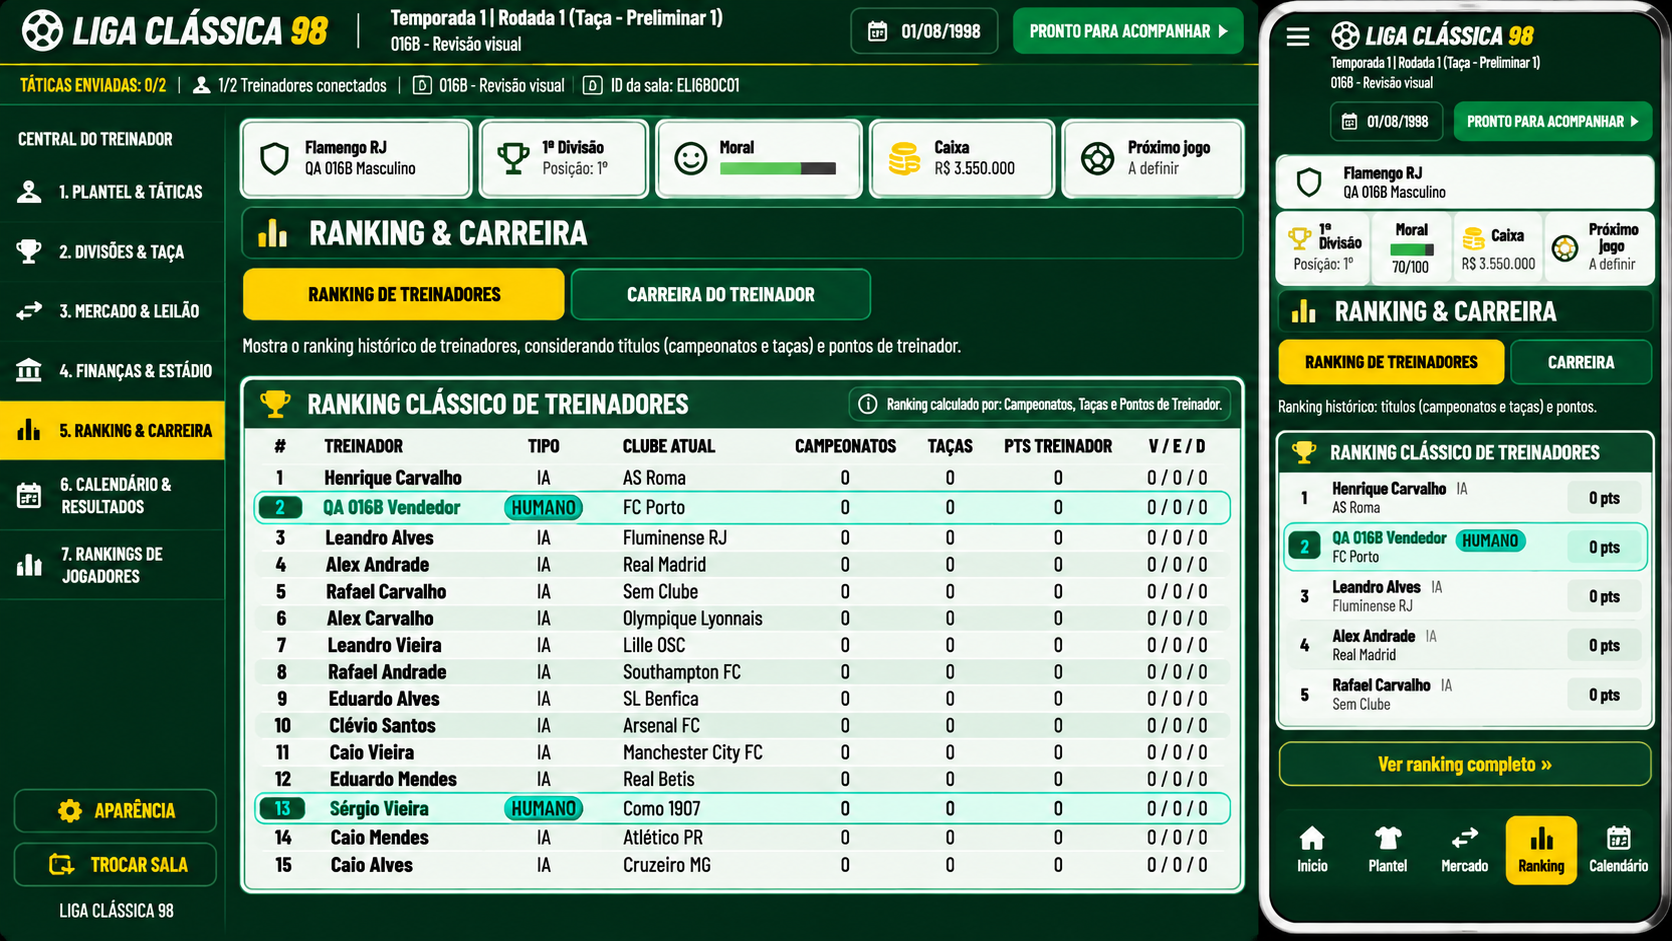 LIGA CLÁSSICA 98
Temporada 1 | Rodada 1 (Taça - Preliminar 1)
016B - Revisão visual
01/08/1998
PRONTO PARA ACOMPANHAR
TÁTICAS ENVIADAS: 0/2
1/2 Treinadores conectados
D 016B - Revisão visual
D ID da sala: ELI6BOC01
CENTRAL DO TREINADOR
1. PLANTEL & TÁTICAS
2. DIVISÕES & TAÇA
3. MERCADO & LEILÃO
4. FINANÇAS & ESTÁDIO
5. RANKING & CARREIRA
6. CALENDÁRIO &
RESULTADOS
7. RANKINGS DE
JOGADORES
APARÊNCIA
TROCAR SALA
LIGA CLÁSSICA 98
Flamengo RJ
QA 016B Masculino
1ª Divisão
Posição: 1º
Moral
Caixa
R$ 3.550.000
Próximo jogo
A definir
RANKING & CARREIRA
RANKING DE TREINADORES
CARREIRA DO TREINADOR
Mostra o ranking histórico de treinadores, considerando títulos (campeonatos e taças) e pontos de treinador.
RANKING CLÁSSICO DE TREINADORES
Ranking calculado por: Campeonatos, Taças e Pontos de Treinador.
# TREINADOR TIPO CLUBE ATUAL CAMPEONATOS TAÇAS PTS TREINADOR V / E / D
1 Henrique Carvalho IA AS Roma 0 0 0 0 / 0 / 0
2 QA 016B Vendedor HUMANO FC Porto 0 0 0 0 / 0 / 0
3 Leandro Alves IA Fluminense RJ 0 0 0 0 / 0 / 0
4 Alex Andrade IA Real Madrid 0 0 0 0 / 0 / 0
5 Rafael Carvalho IA Sem Clube 0 0 0 0 / 0 / 0
6 Alex Carvalho IA Olympique Lyonnais 0 0 0 0 / 0 / 0
7 Leandro Vieira IA Lille OSC 0 0 0 0 / 0 / 0
8 Rafael Andrade IA Southampton FC 0 0 0 0 / 0 / 0
9 Eduardo Alves IA SL Benfica 0 0 0 0 / 0 / 0
10 Clévio Santos IA Arsenal FC 0 0 0 0 / 0 / 0
11 Caio Vieira IA Manchester City FC 0 0 0 0 / 0 / 0
12 Eduardo Mendes IA Real Betis 0 0 0 0 / 0 / 0
13 Sérgio Vieira HUMANO Como 1907 0 0 0 0 / 0 / 0
14 Caio Mendes IA Atlético PR 0 0 0 0 / 0 / 0
15 Caio Alves IA Cruzeiro MG 0 0 0 0 / 0 / 0
LIGA CLÁSSICA 98
Temporada 1 | Rodada 1 (Taça - Preliminar 1)
016B - Revisão visual
01/08/1998
PRONTO PARA ACOMPANHAR
Flamengo RJ
QA 016B Masculino
1ª
Divisão
Posição: 1º
Moral
70/100
Caixa
R$ 3.550.000
Próximo
jogo
A definir
RANKING & CARREIRA
RANKING DE TREINADORES
CARREIRA
Ranking histórico: títulos (campeonatos e taças) e pontos.
RANKING CLÁSSICO DE TREINADORES
1 Henrique Carvalho IA 0 pts
AS Roma
2 QA 016B Vendedor HUMANO 0 pts
FC Porto
3 Leandro Alves IA 0 pts
Fluminense RJ
4 Alex Andrade IA 0 pts
Real Madrid
5 Rafael Carvalho IA 0 pts
Sem Clube
Ver ranking completo »
Início
Plantel
Mercado
Ranking
Calendário